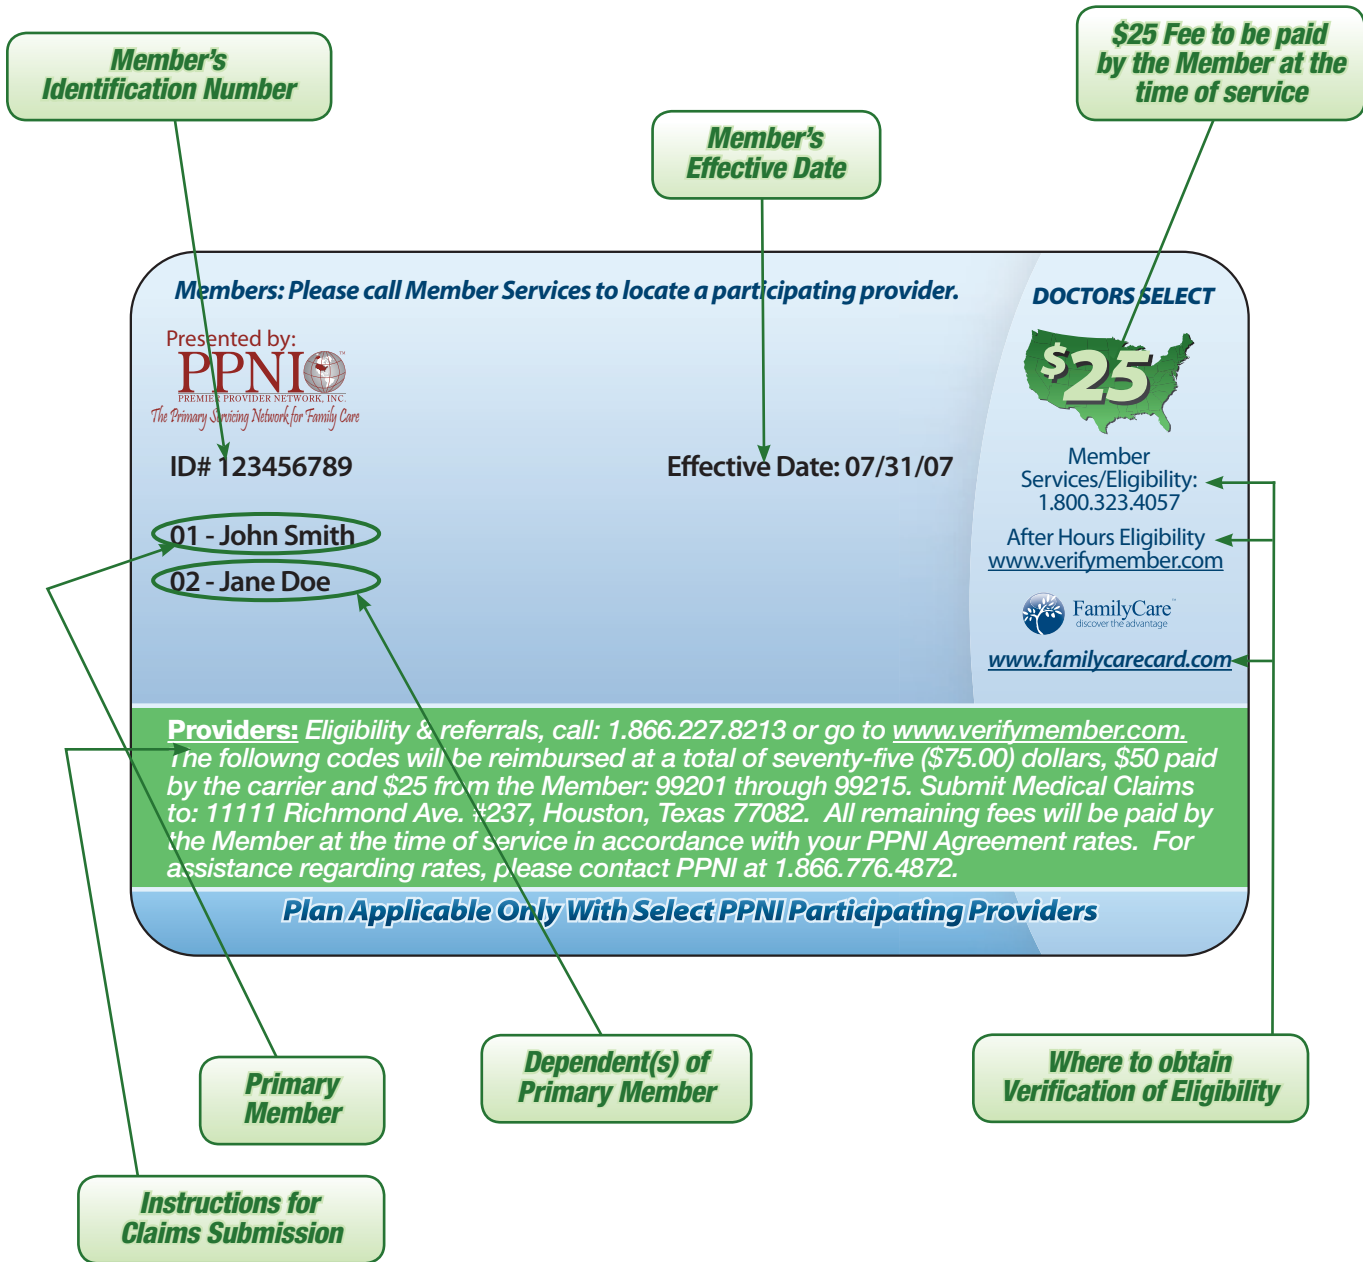 Member's
Identification Number
$25 Fee to be paid
by the Member at the
time of service
Member's
Effective Date
Members: Please call Member Services to locate a participating provider.
DOCTORS SELECT
Presented by:
PPNI™
PREMIER PROVIDER NETWORK, INC.
The Primary Servicing Network for Family Care
$25
ID# 123456789
Effective Date: 07/31/07
Member
Services/Eligibility:
1.800.323.4057
01 - John Smith
After Hours Eligibility
www.verifymember.com
02 - Jane Doe
FamilyCare™
discover the advantage
www.familycarecard.com
Providers: Eligibility & referrals, call: 1.866.227.8213 or go to www.verifymember.com.
The followng codes will be reimbursed at a total of seventy-five ($75.00) dollars, $50 paid
by the carrier and $25 from the Member: 99201 through 99215. Submit Medical Claims
to: 11111 Richmond Ave. #237, Houston, Texas 77082. All remaining fees will be paid by
the Member at the time of service in accordance with your PPNI Agreement rates. For
assistance regarding rates, please contact PPNI at 1.866.776.4872.
Plan Applicable Only With Select PPNI Participating Providers
Primary
Member
Dependent(s) of
Primary Member
Where to obtain
Verification of Eligibility
Instructions for
Claims Submission